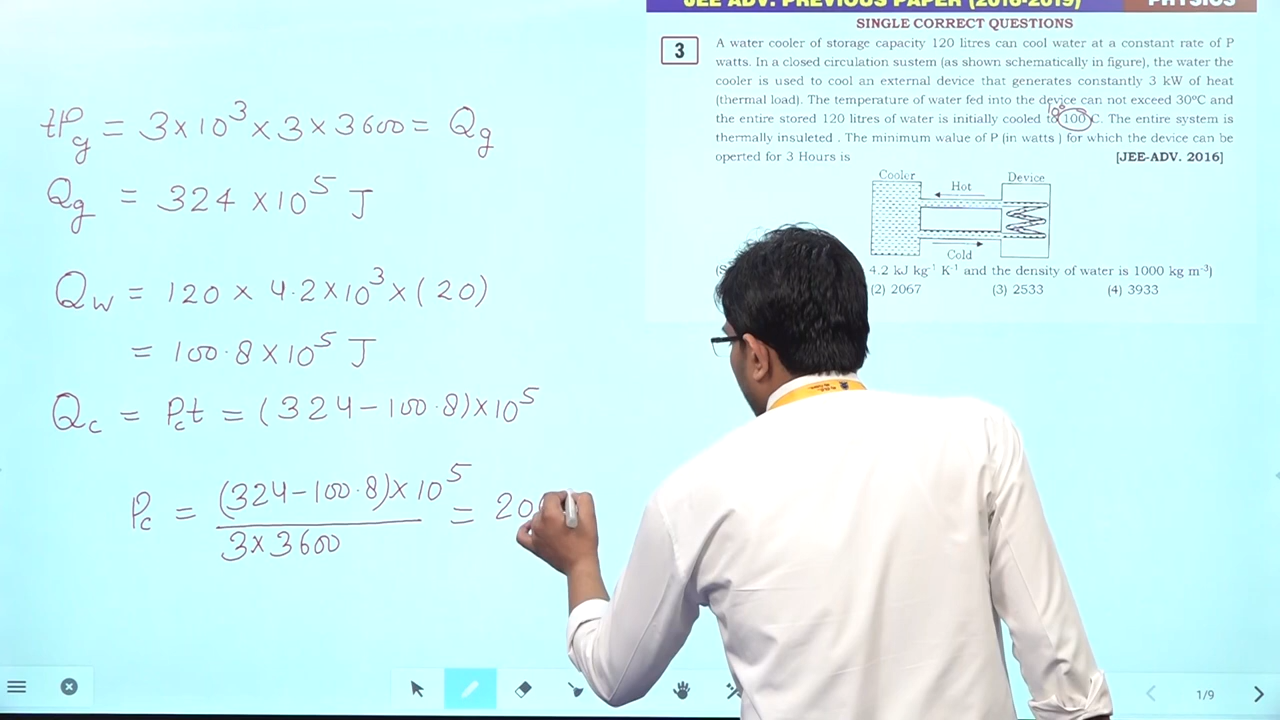 JEE ADV. PREVIOUS PAPER (2016-2019) PHYSICS
SINGLE CORRECT QUESTIONS
3
A water cooler of storage capacity 120 litres can cool water at a constant rate of P
watts. In a closed circulation sustem (as shown schematically in figure), the water the
cooler is used to cool an external device that generates constantly 3 kW of heat
(thermal load). The temperature of water fed into the device can not exceed 30ºC and
the entire stored 120 litres of water is initially cooled to 100 C. The entire system is
thermally insuleted . The minimum value of P (in watts ) for which the device can be
operted for 3 Hours is [JEE-ADV. 2016]
10°
Cooler Device
Hot
Cold
4.2 kJ kg⁻¹ K⁻¹ and the density of water is 1000 kg m⁻³)
(2) 2067 (3) 2533 (4) 3933
tPg = 3×10³×3×3600 = Qg
Qg = 324×10⁵ J
Qw = 120 × 4.2×10³×(20)
= 100.8×10⁵ J
Qc = Pct = (324-100.8)×10⁵
Pc = (324-100.8)×10⁵ = 20
3×3600
1/9